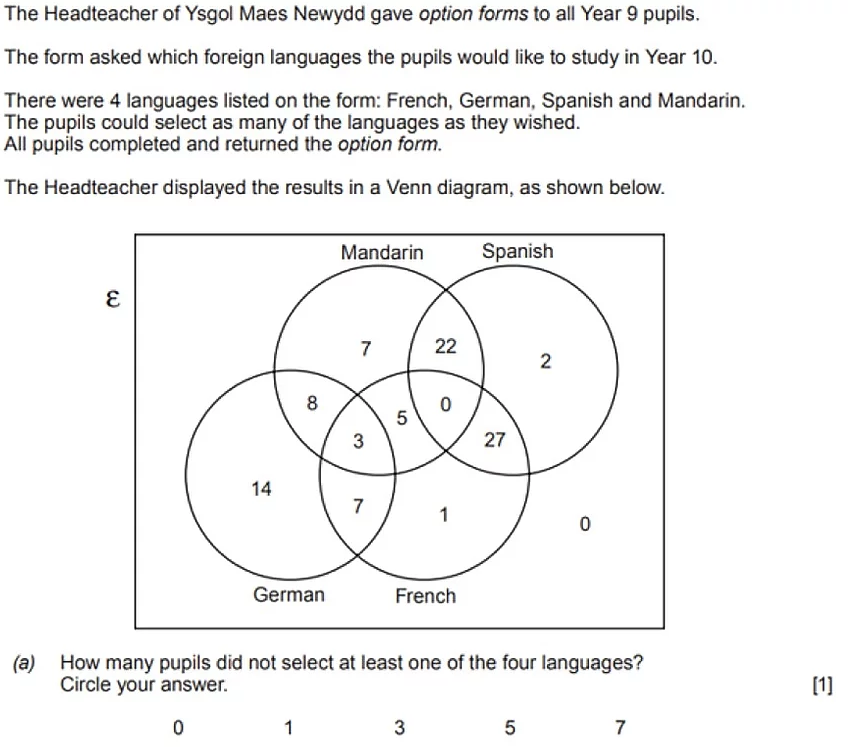 The Headteacher of Ysgol Maes Newydd gave option forms to all Year 9 pupils.
The form asked which foreign languages the pupils would like to study in Year 10.
There were 4 languages listed on the form: French, German, Spanish and Mandarin.
The pupils could select as many of the languages as they wished.
All pupils completed and returned the option form.
The Headteacher displayed the results in a Venn diagram, as shown below.
Mandarin Spanish
ε
7 22 2
8 5 0
3 27
14 7 1 0
German French
(a) How many pupils did not select at least one of the four languages?
Circle your answer. [1]
0 1 3 5 7